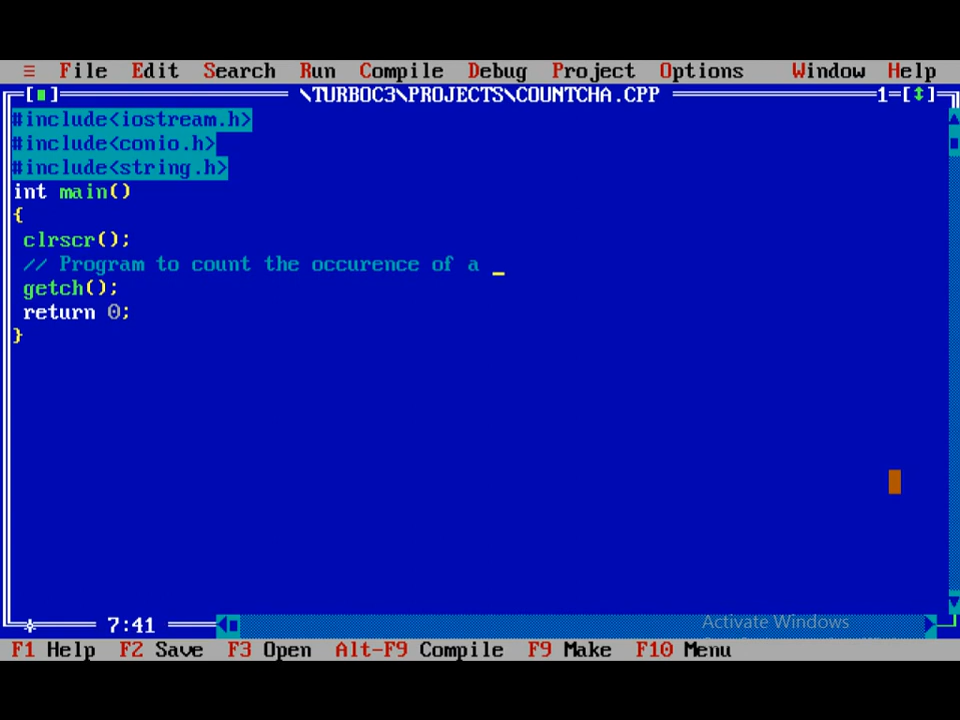 ≡ File Edit Search Run Compile Debug Project Options Window Help
[■] \TURBOC3\PROJECTS\COUNTCHA.CPP 1=[↕]
#include<iostream.h>
#include<conio.h>
#include<string.h>
int main()
{
clrscr();
// Program to count the occurence of a _
getch();
return 0;
}
Activate Windows
7:41
F1 Help F2 Save F3 Open Alt-F9 Compile F9 Make F10 Menu